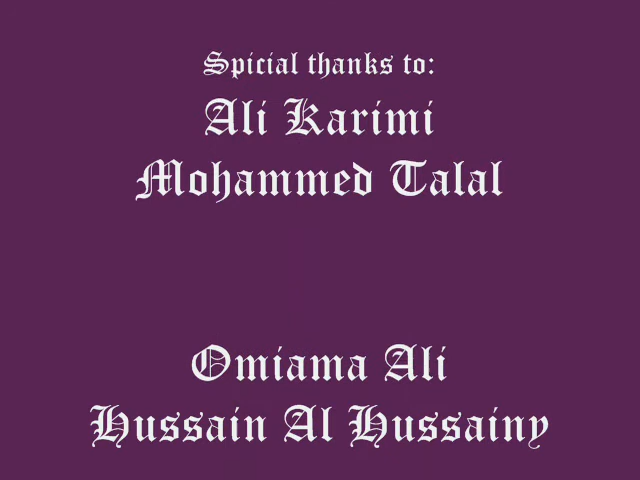 Spicial thanks to:
Ali Karimi
Mohammed Talal
Omiama Ali
Hussain Al Hussainy